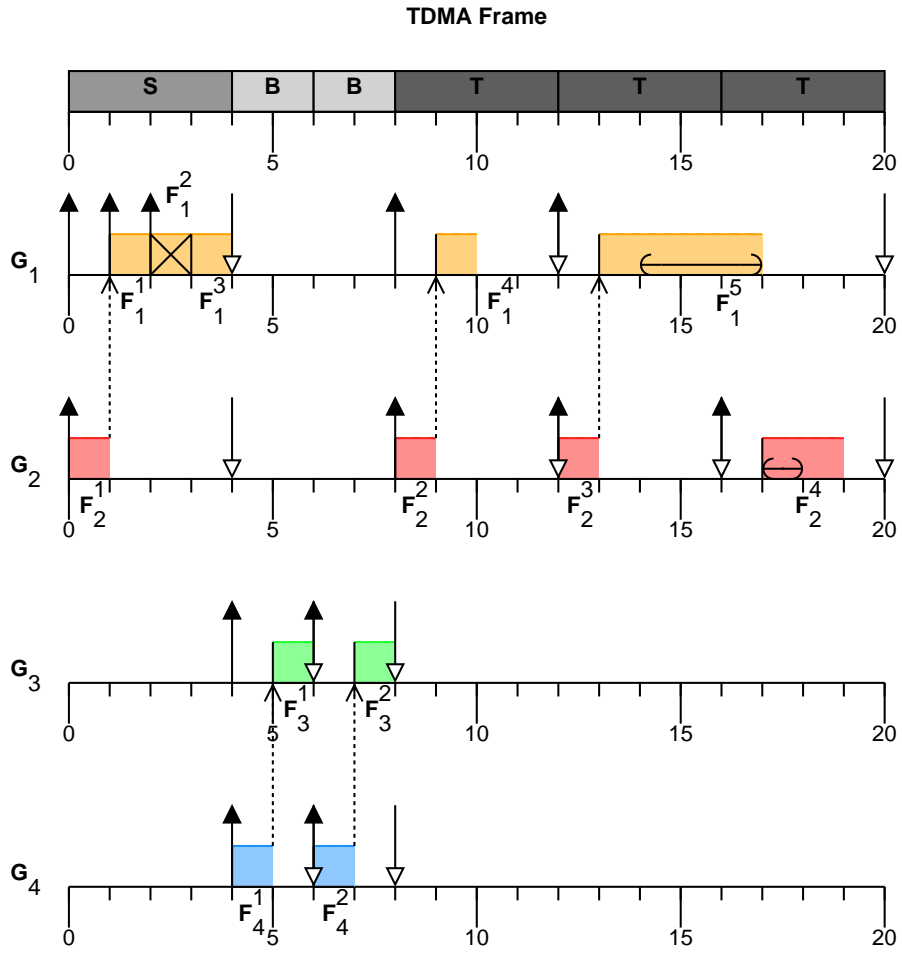 TDMA Frame
S B B T T T
0 5 10 15 20
F₁²
G₁
F₁¹ F₁³ F₁⁴ F₁⁵
0 5 10 15 20
G₂
F₂¹ F₂² F₂³ F₂⁴
0 5 10 15 20
G₃
F₃¹ F₃²
0 5 10 15 20
G₄
F₄¹ F₄²
0 5 10 15 20